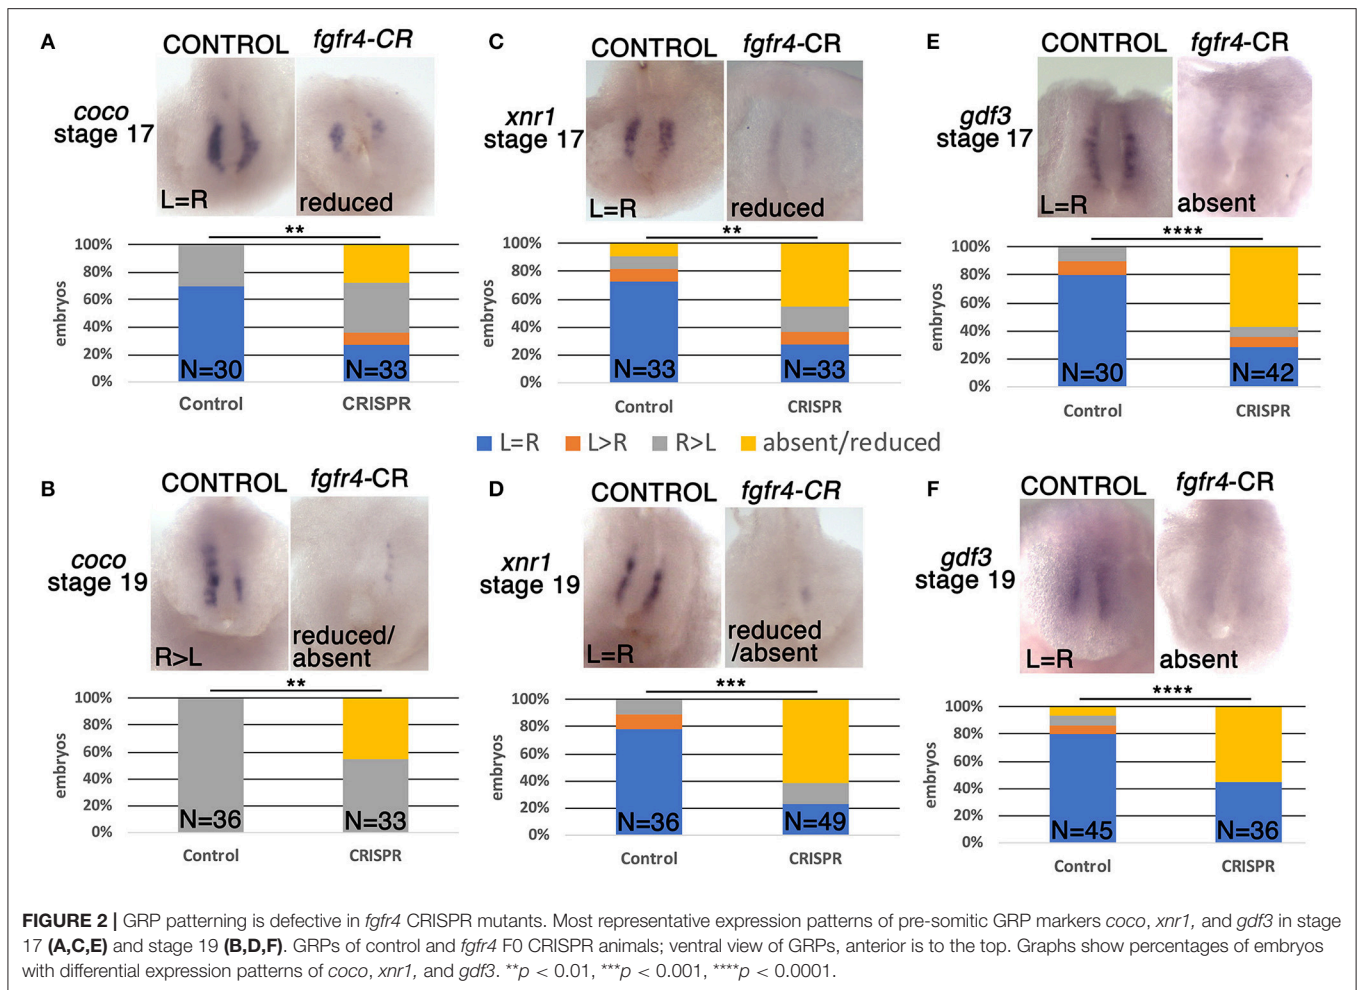 A
CONTROL fgfr4-CR
coco
stage 17
L=R
reduced
**
100%
80%
60%
40%
20%
0%
embryos
N=30
N=33
Control
CRISPR
C
CONTROL fgfr4-CR
xnr1
stage 17
L=R
reduced
**
100%
80%
60%
40%
20%
0%
embryos
N=33
N=33
Control
CRISPR
E
CONTROL fgfr4-CR
gdf3
stage 17
L=R
absent
****
100%
80%
60%
40%
20%
0%
embryos
N=30
N=42
Control
CRISPR
L=R L>R R>L absent/reduced
B
CONTROL fgfr4-CR
coco
stage 19
R>L
reduced/
absent
**
100%
80%
60%
40%
20%
0%
embryos
N=36
N=33
Control
CRISPR
D
CONTROL fgfr4-CR
xnr1
stage 19
L=R
reduced
/absent
***
100%
80%
60%
40%
20%
0%
embryos
N=36
N=49
Control
CRISPR
F
CONTROL fgfr4-CR
gdf3
stage 19
L=R
absent
****
100%
80%
60%
40%
20%
0%
embryos
N=45
N=36
Control
CRISPR
FIGURE 2 | GRP patterning is defective in fgfr4 CRISPR mutants. Most representative expression patterns of pre-somitic GRP markers coco, xnr1, and gdf3 in stage
17 (A,C,E) and stage 19 (B,D,F). GRPs of control and fgfr4 F0 CRISPR animals; ventral view of GRPs, anterior is to the top. Graphs show percentages of embryos
with differential expression patterns of coco, xnr1, and gdf3. **p < 0.01, ***p < 0.001, ****p < 0.0001.